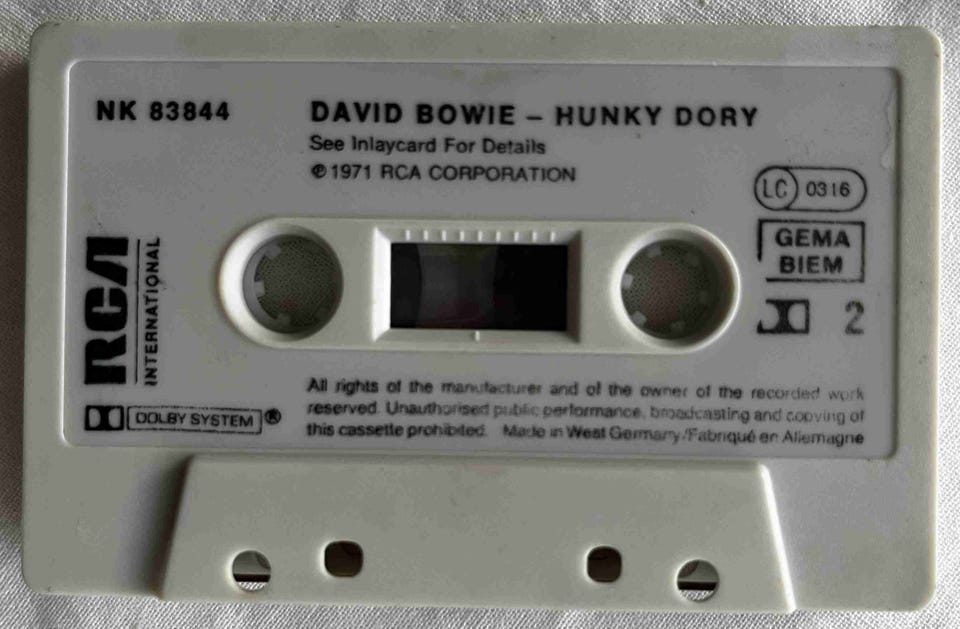 NK 83844
DAVID BOWIE – HUNKY DORY
See Inlaycard For Details
℗ 1971 RCA CORPORATION
LC 0316
GEMA
BIEM
2
RCA
INTERNATIONAL
DOLBY SYSTEM ®
All rights of the manufacturer and of the owner of the recorded work
reserved. Unauthorised public performance, broadcasting and copying of
this cassette prohibited. Made in West Germany/Fabriqué en Allemagne